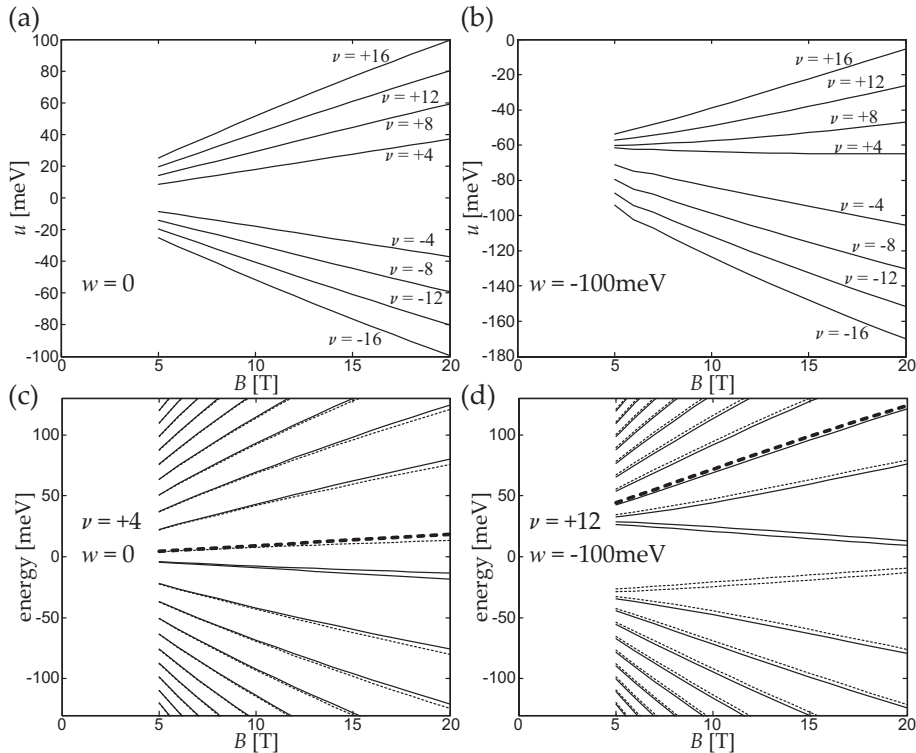 (a)
100
80
60
40
20
0
-20
-40
-60
-80
-100
u [meV]
ν = +16
ν = +12
ν = +8
ν = +4
ν = -4
ν = -8
ν = -12
ν = -16
w = 0
0 5 10 15 20
B [T]
(b)
0
-20
-40
-60
-80
-100
-120
-140
-160
-180
u [meV]
ν = +16
ν = +12
ν = +8
ν = +4
ν = -4
ν = -8
ν = -12
ν = -16
w = -100meV
0 5 10 15 20
B [T]
(c)
100
50
0
-50
-100
energy [meV]
ν = +4
w = 0
0 5 10 15 20
B [T]
(d)
100
50
0
-50
-100
energy [meV]
ν = +12
w = -100meV
0 5 10 15 20
B [T]